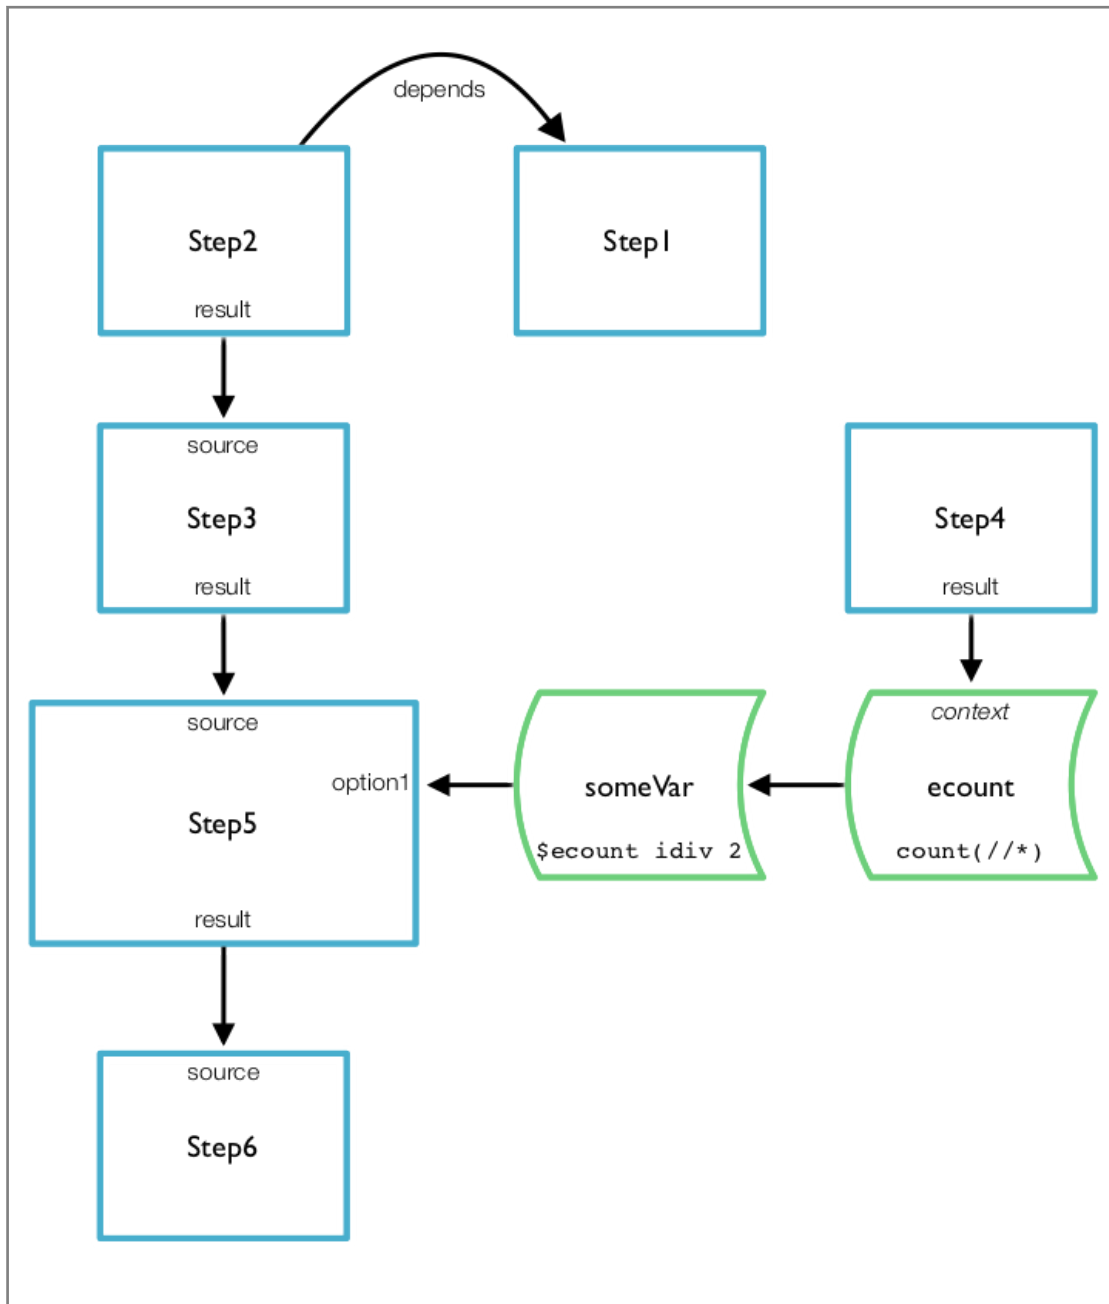 depends
Step2
result
Step1
source
Step3
result
Step4
result
source
option1
Step5
result
someVar
$ecount idiv 2
context
ecount
count(//*)
source
Step6